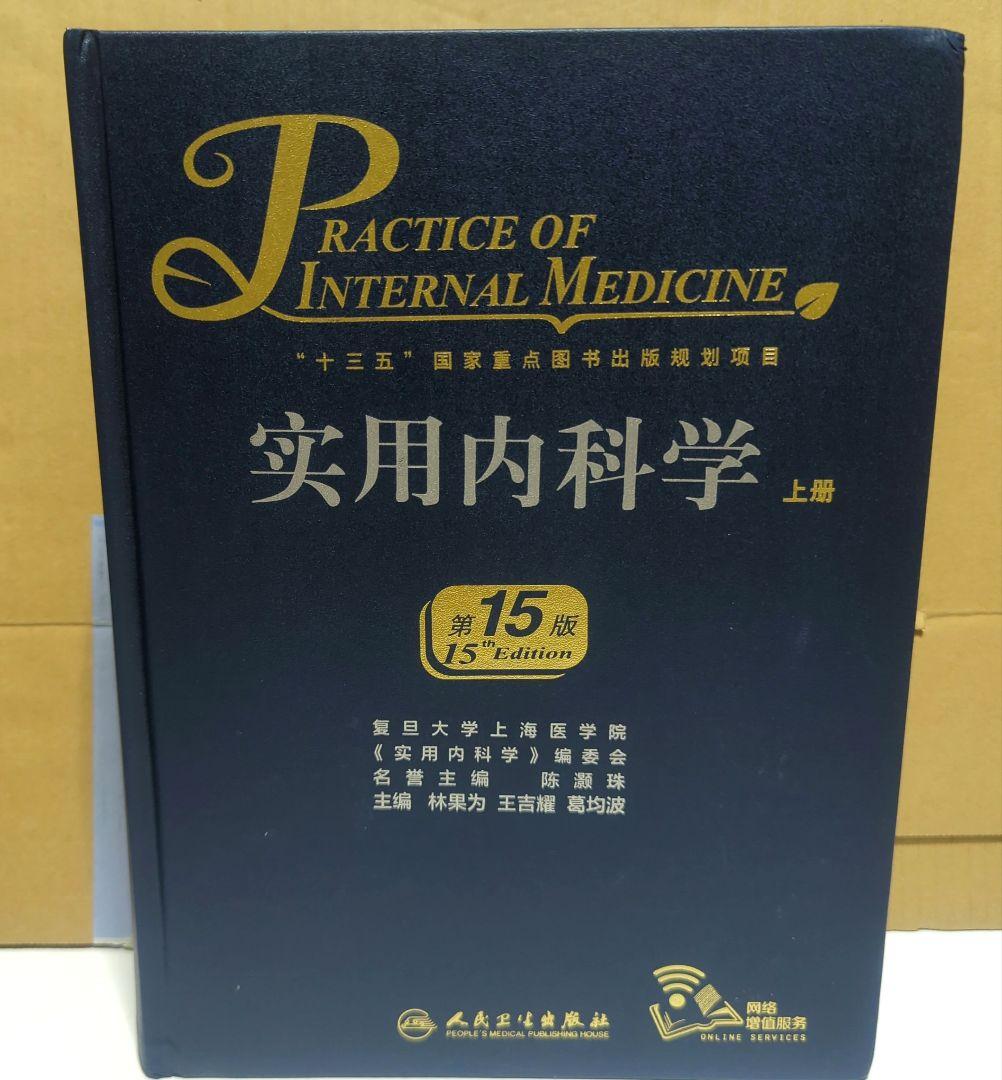 PRACTICE OF
INTERNAL MEDICINE
“十三五”国家重点图书出版规划项目
实用内科学 上册
第15版
15th Edition
复旦大学上海医学院
《实用内科学》编委会
名誉主编 陈灏珠
主编 林果为 王吉耀 葛均波
人民卫生出版社
PEOPLE'S MEDICAL PUBLISHING HOUSE
网络
增值服务
ONLINE SERVICES